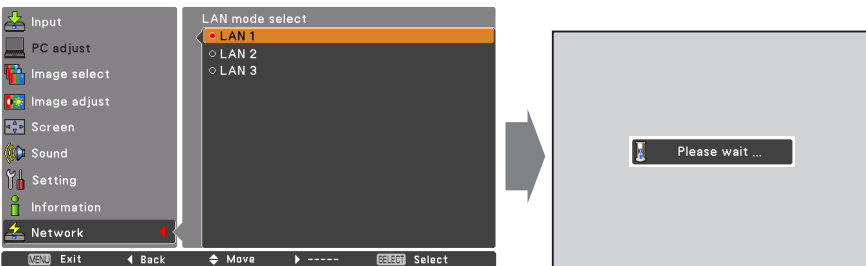 Input
PC adjust
Image select
Image adjust
Screen
Sound
Setting
Information
Network
LAN mode select
LAN 1
LAN 2
LAN 3
MENU Exit Back Move ----- SELECT Select
Please wait ...